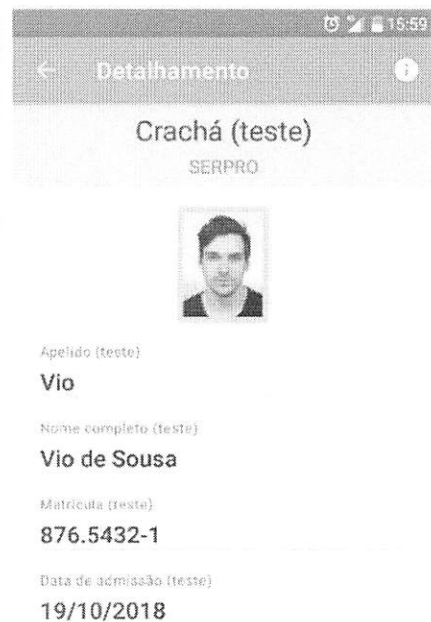 15:59
Detalhamento
Crachá (teste)
SERPRO
Apelido (teste)
Vio
Nome completo (teste)
Vio de Sousa
Matrícula (teste)
876.5432-1
Data de admissão (teste)
19/10/2018